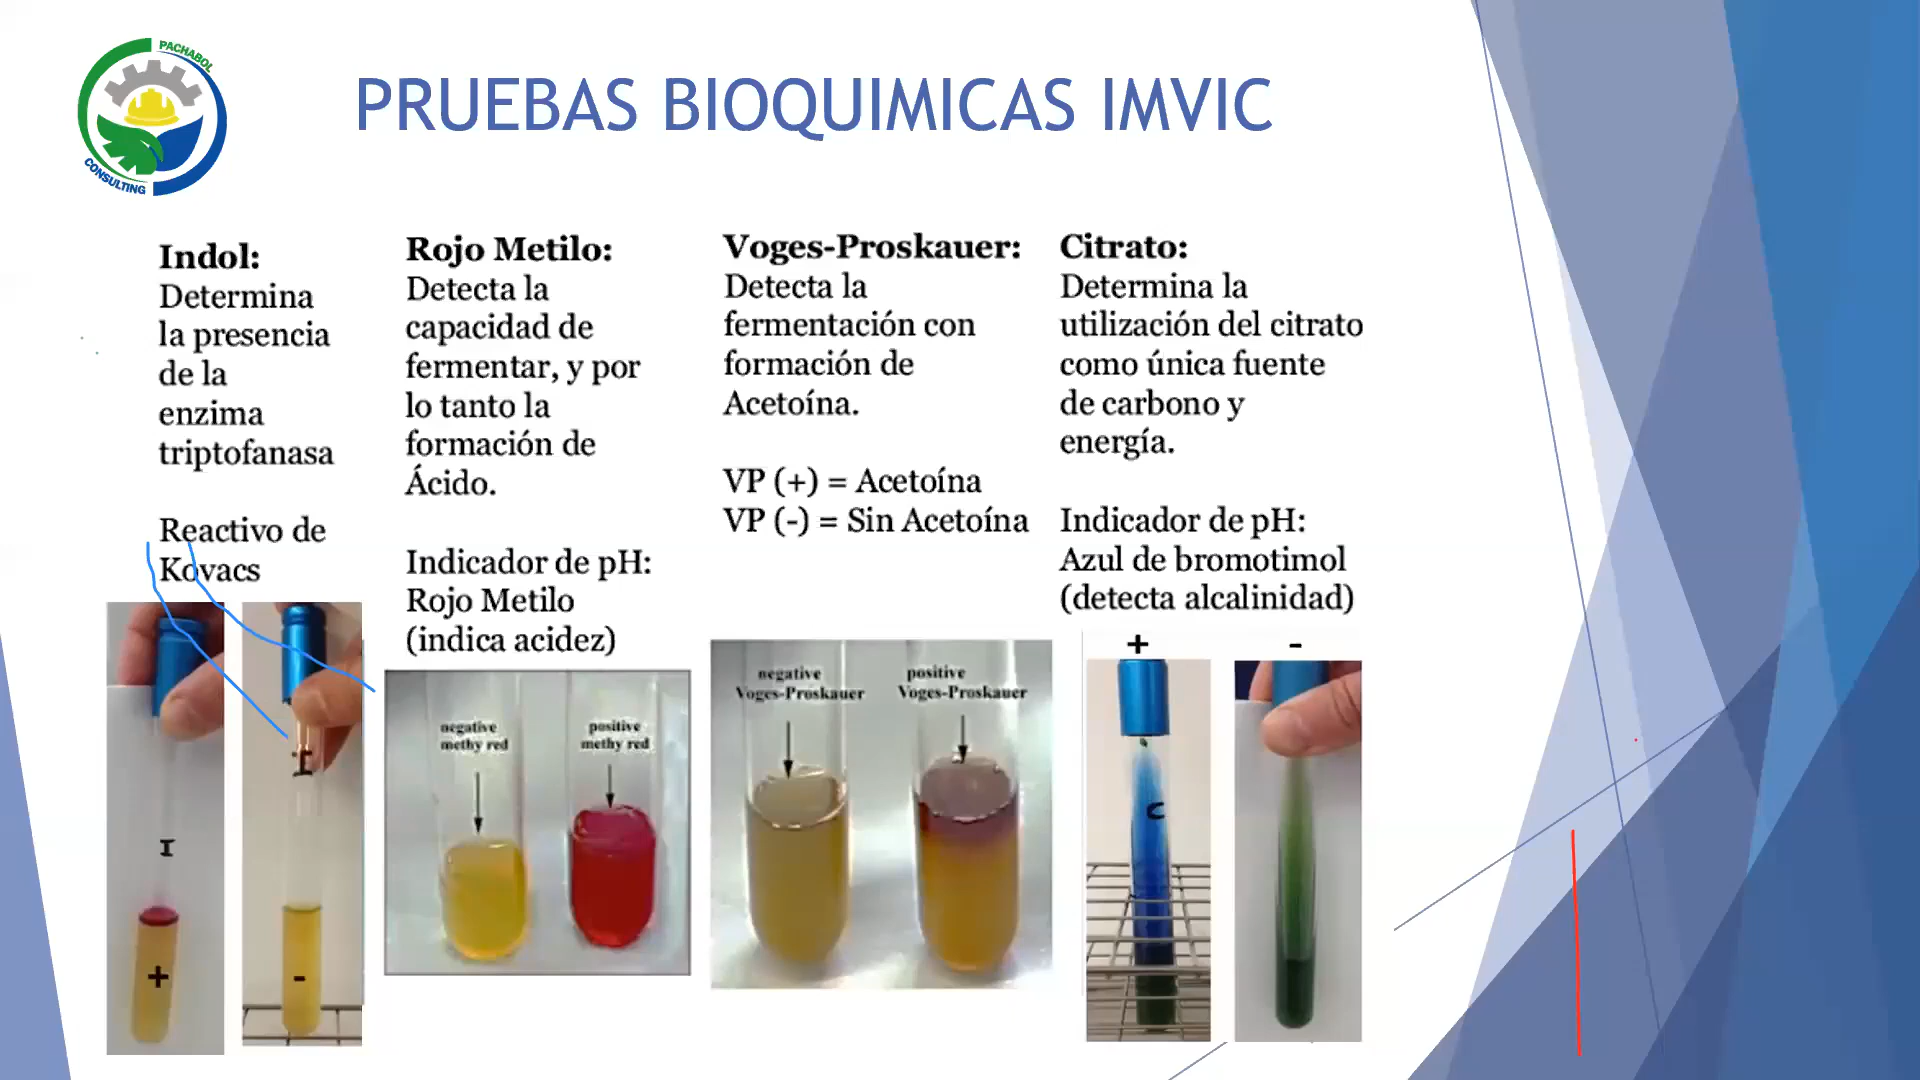 PACHABOL
CONSULTING
PRUEBAS BIOQUIMICAS IMVIC
Indol:
Determina
la presencia
de la
enzima
triptofanasa
Reactivo de
Kovacs
I
+
I
-
Rojo Metilo:
Detecta la
capacidad de
fermentar, y por
lo tanto la
formación de
Ácido.
Indicador de pH:
Rojo Metilo
(indica acidez)
negative
methy red
positive
methy red
Voges-Proskauer:
Detecta la
fermentación con
formación de
Acetoína.
VP (+) = Acetoína
VP (-) = Sin Acetoína
negative
Voges-Proskauer
positive
Voges-Proskauer
Citrato:
Determina la
utilización del citrato
como única fuente
de carbono y
energía.
Indicador de pH:
Azul de bromotimol
(detecta alcalinidad)
+
-
C